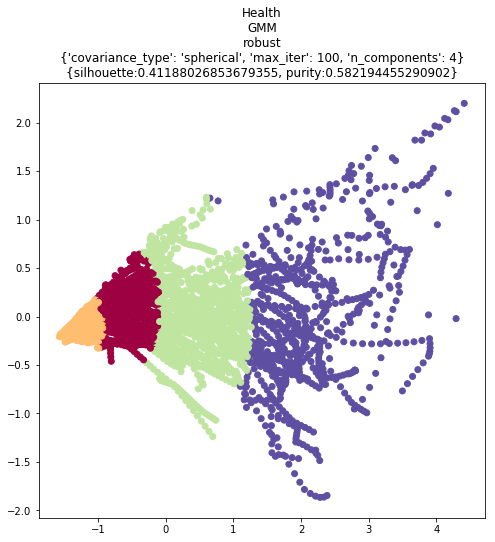 Health
GMM
robust
{'covariance_type': 'spherical', 'max_iter': 100, 'n_components': 4}
{silhouette:0.41188026853679355, purity:0.582194455290902}
2.0
1.5
1.0
0.5
0.0
−0.5
−1.0
−1.5
−2.0
−1 0 1 2 3 4